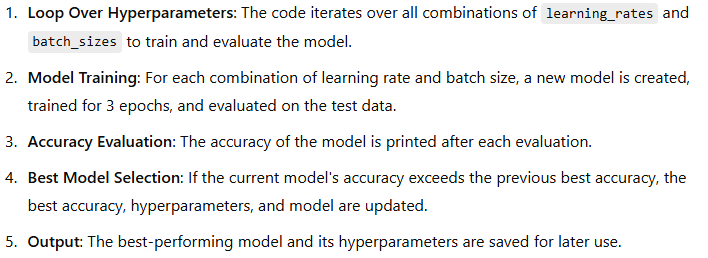 1. Loop Over Hyperparameters: The code iterates over all combinations of learning_rates and
batch_sizes to train and evaluate the model.
2. Model Training: For each combination of learning rate and batch size, a new model is created,
trained for 3 epochs, and evaluated on the test data.
3. Accuracy Evaluation: The accuracy of the model is printed after each evaluation.
4. Best Model Selection: If the current model's accuracy exceeds the previous best accuracy, the
best accuracy, hyperparameters, and model are updated.
5. Output: The best-performing model and its hyperparameters are saved for later use.